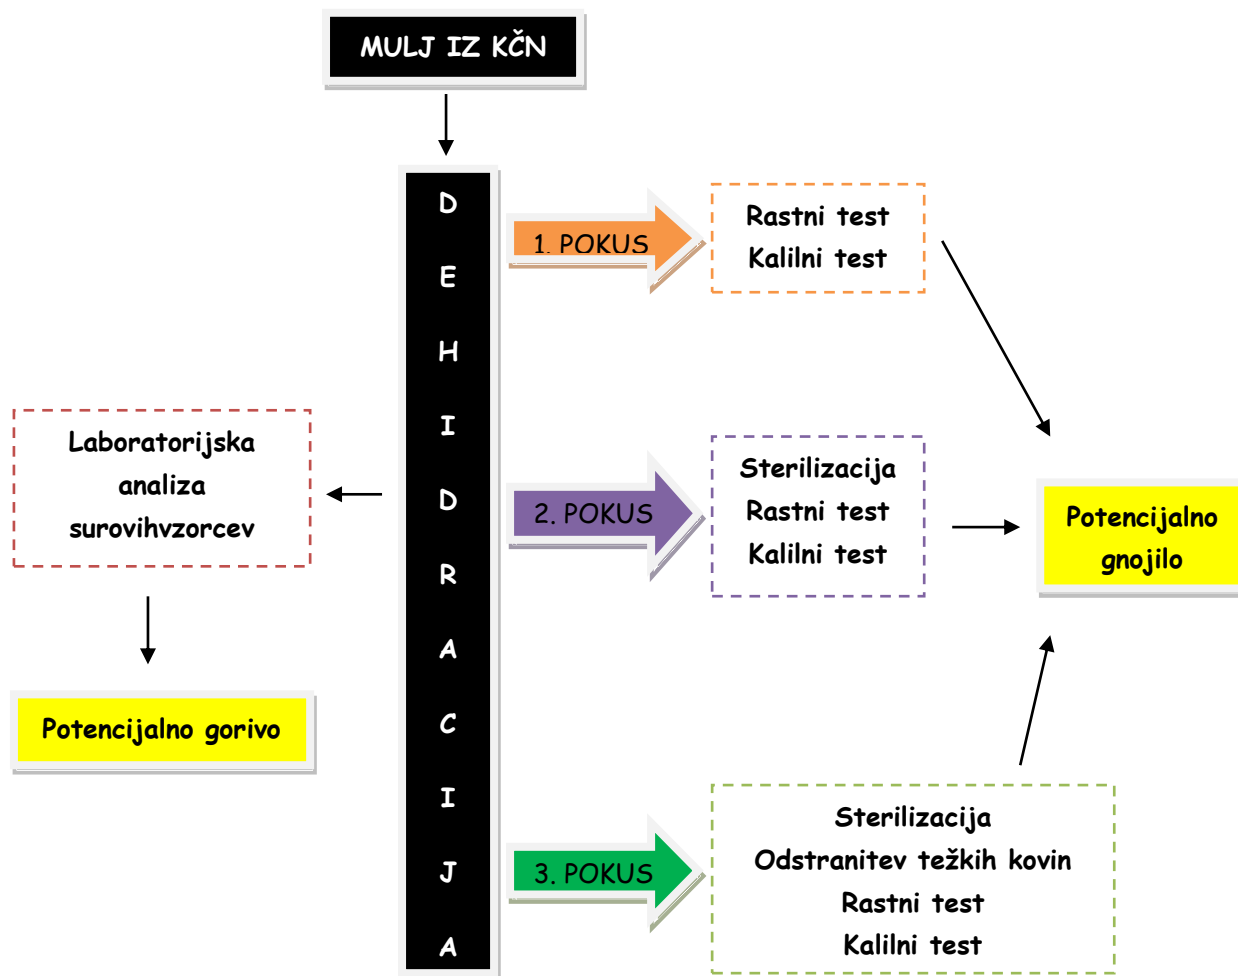 MULJ IZ KČN
D
E
H
I
D
R
A
C
I
J
A
1. POKUS
Rastni test
Kalilni test
Laboratorijska
analiza
surovihvzorcev
2. POKUS
Sterilizacija
Rastni test
Kalilni test
Potencijalno
gnojilo
Potencijalno gorivo
3. POKUS
Sterilizacija
Odstranitev težkih kovin
Rastni test
Kalilni test